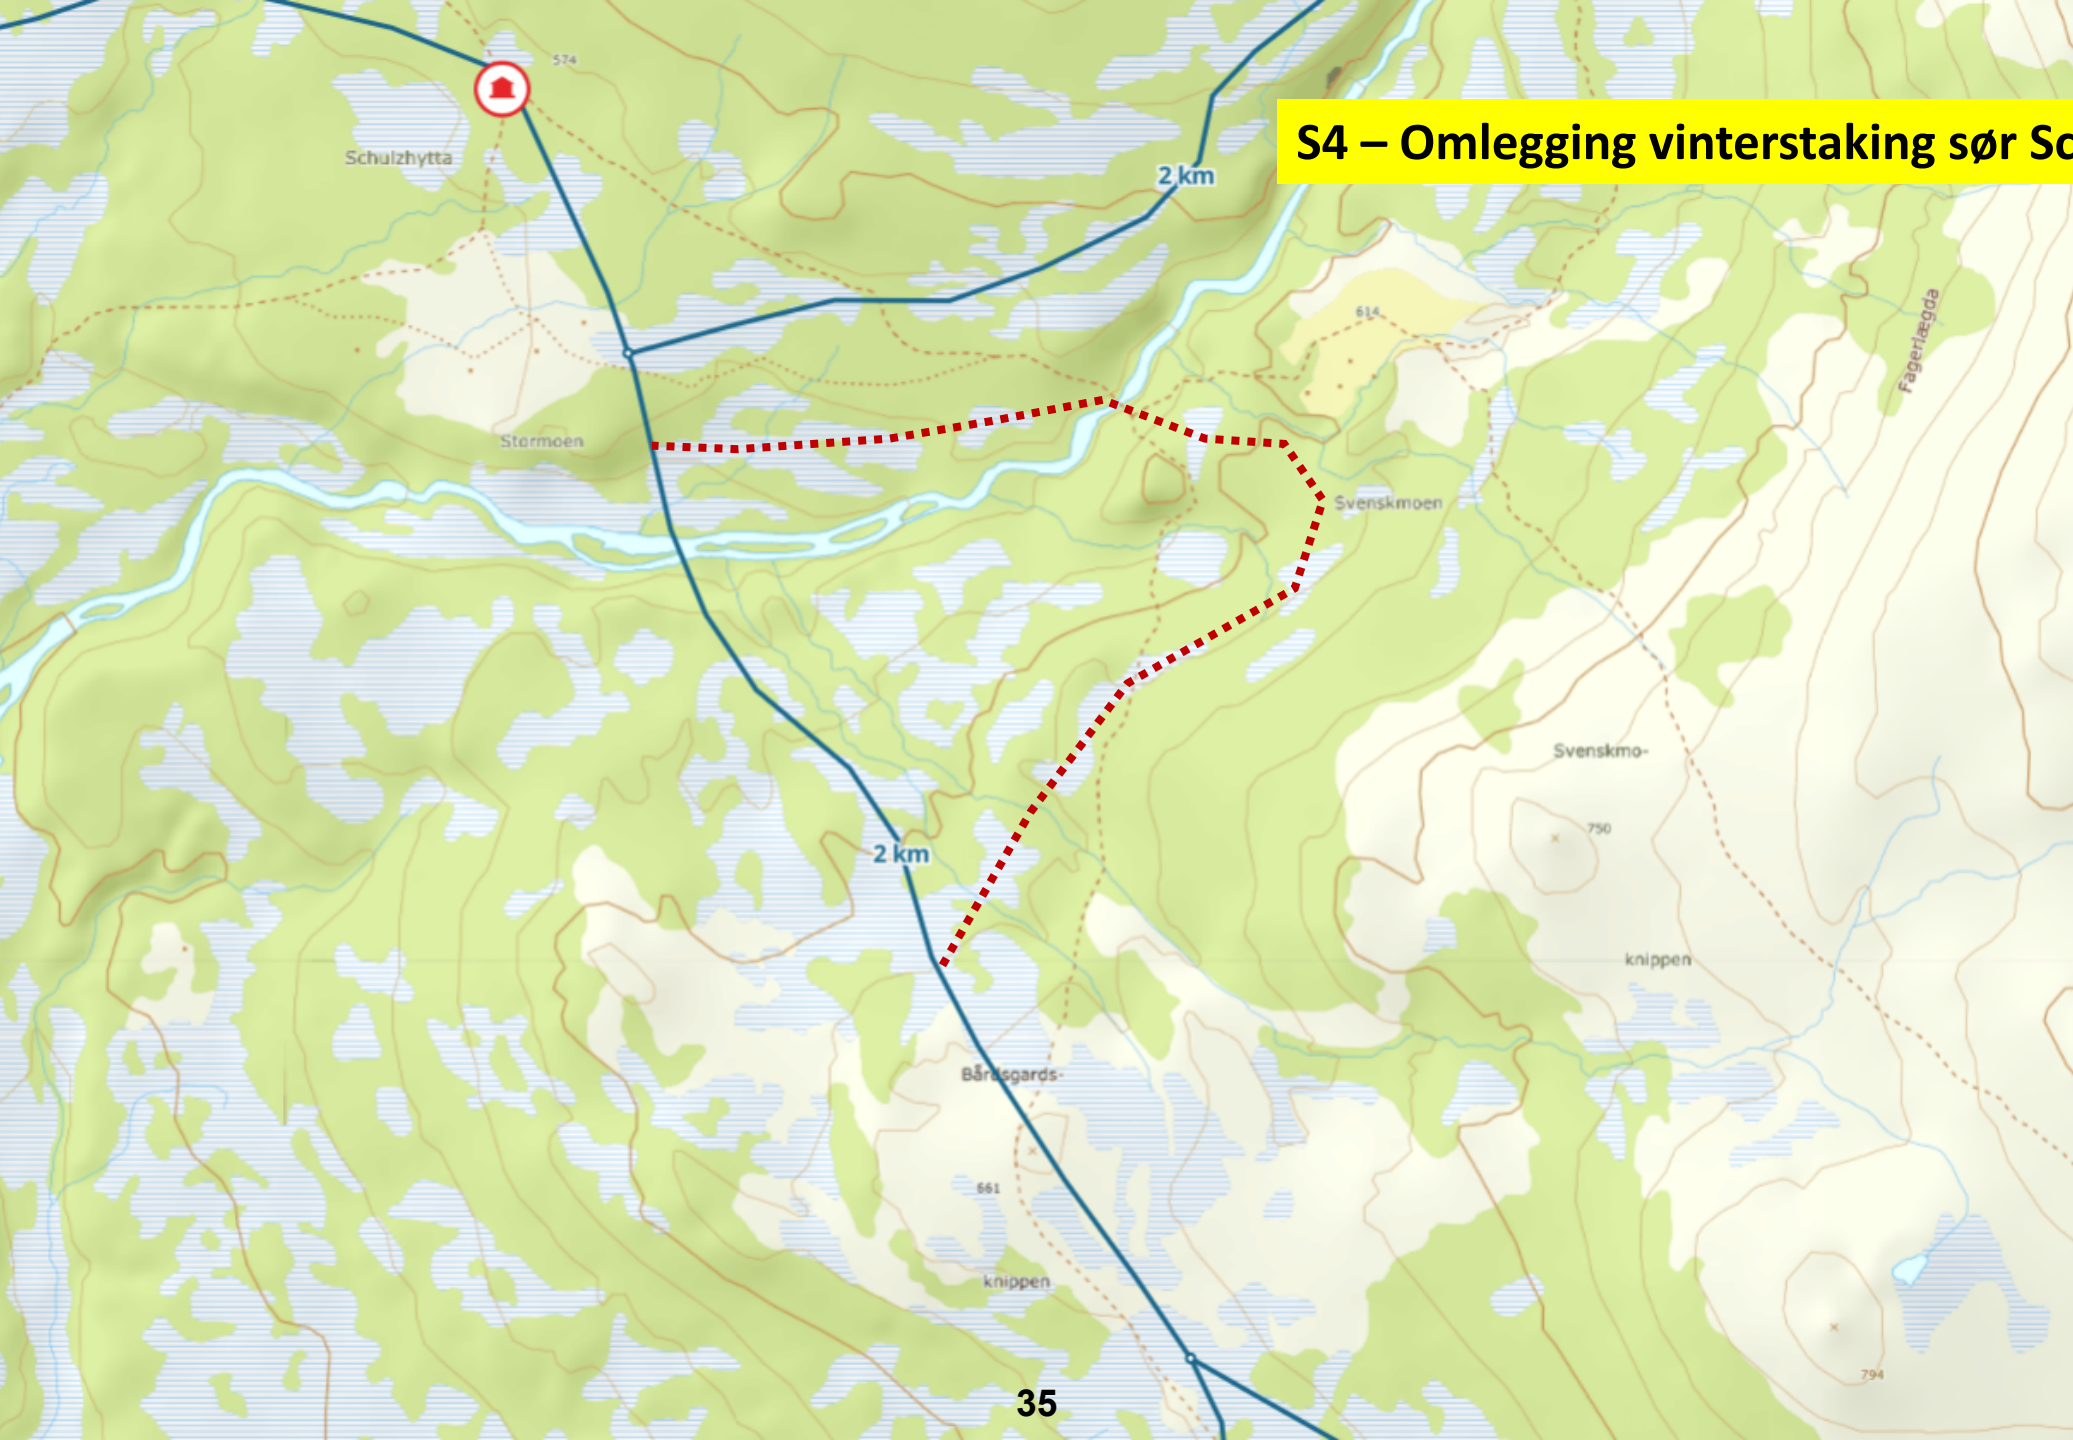 574
S4 – Omlegging vinterstaking sør Sc
Schulzhytta
2 km
614
Fagerlægda
Stormoen
Svenskmoen
Svenskmo-
750
2 km
knippen
Bårdsgards-
661
knippen
794
35